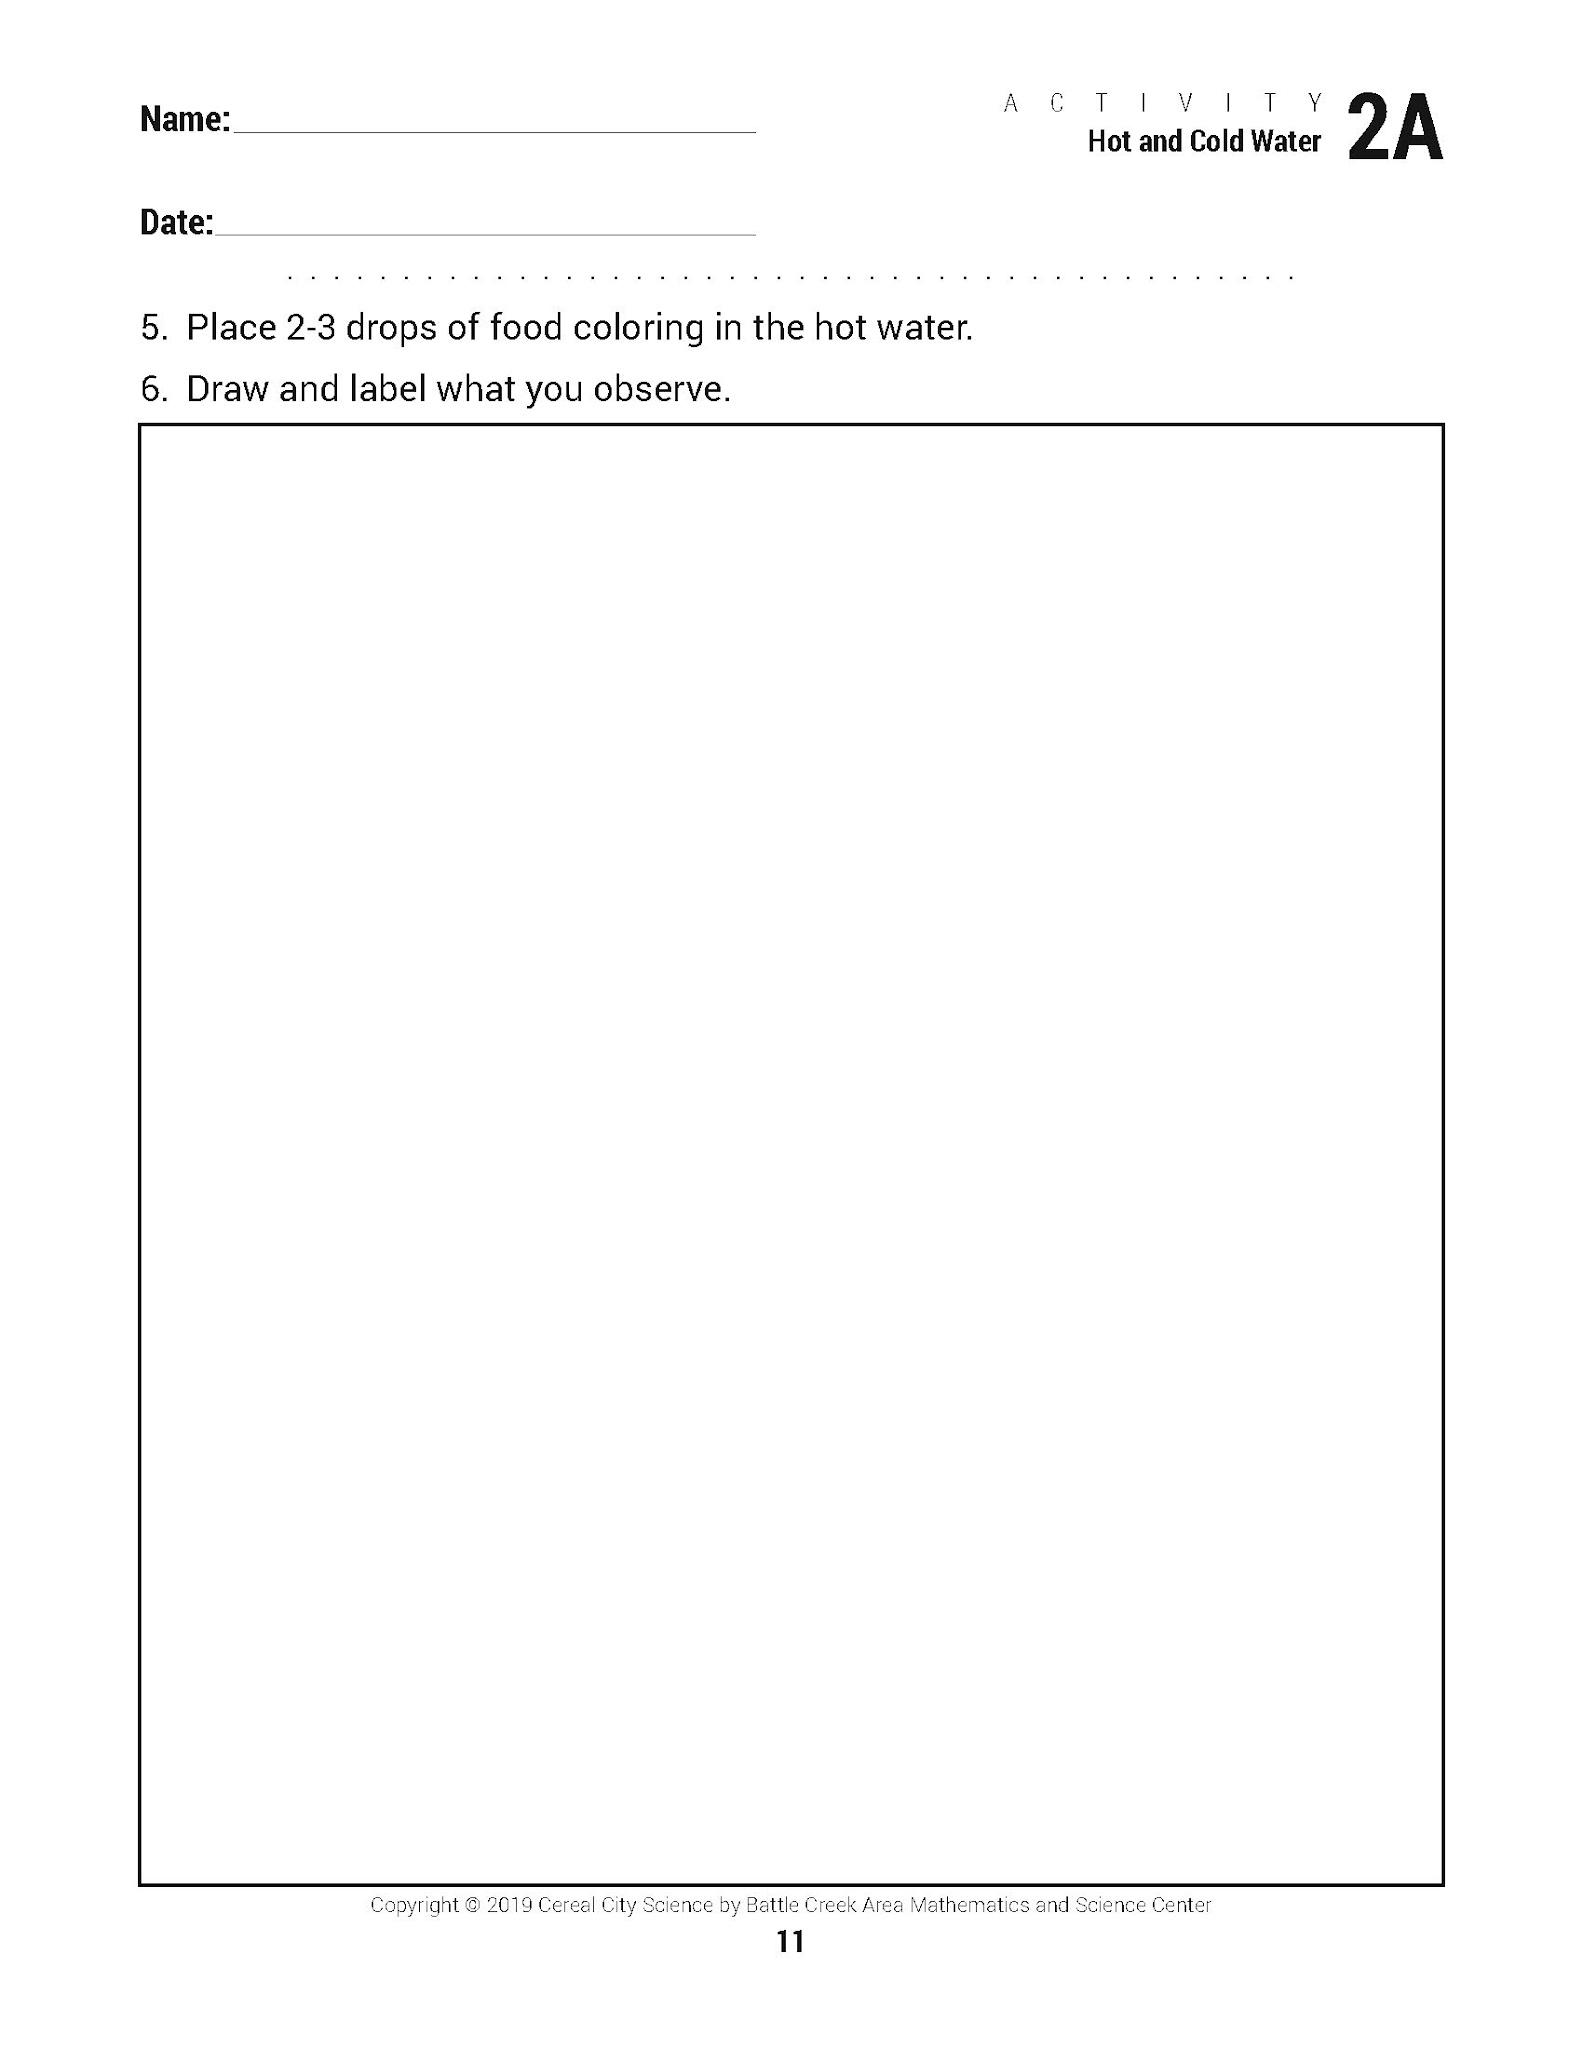 Name:
ACTIVITY
Hot and Cold Water
2A
Date:
5. Place 2-3 drops of food coloring in the hot water.
6. Draw and label what you observe.
Copyright © 2019 Cereal City Science by Battle Creek Area Mathematics and Science Center
11